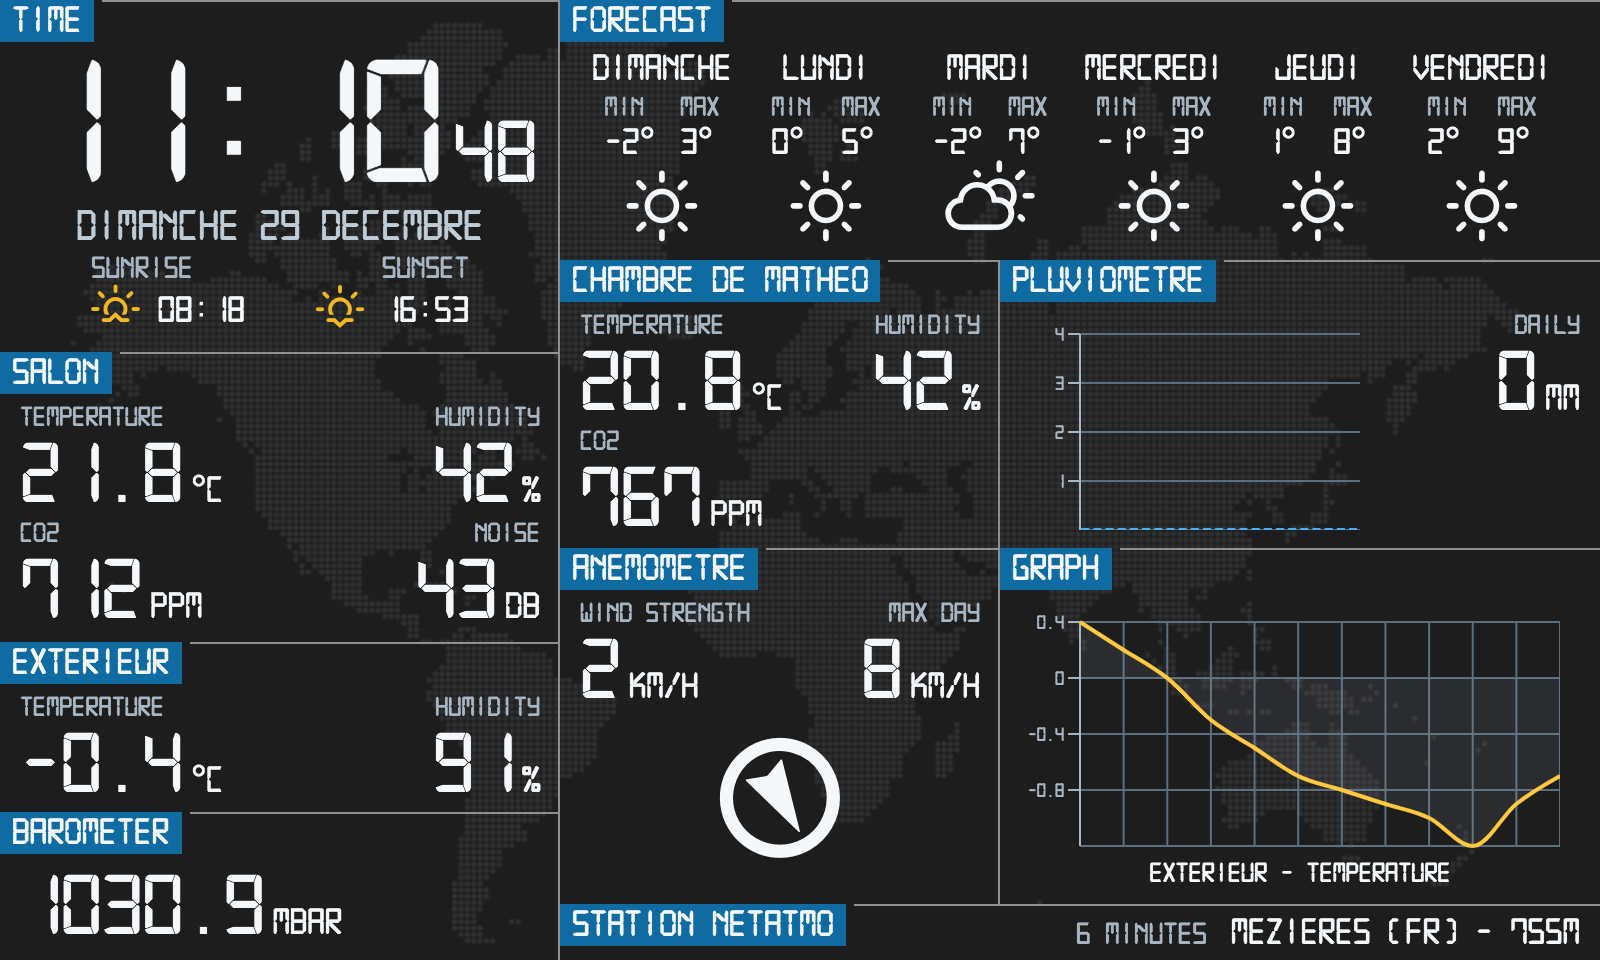 TIME
11:10 48
DIMANCHE 29 DECEMBRE
SUNRISE SUNSET
08:18 16:53
SALON
TEMPERATURE HUMIDITY
21.8 °C 42 %
CO2 NOISE
712 PPM 43 DB
EXTERIEUR
TEMPERATURE HUMIDITY
-0.4 °C 91 %
BAROMETER
1030.9 MBAR
FORECAST
DIMANCHE LUNDI MARDI MERCREDI JEUDI VENDREDI
MIN MAX MIN MAX MIN MAX MIN MAX MIN MAX MIN MAX
-2° 3° 0° 5° -2° 7° -1° 3° 1° 8° 2° 9°
CHAMBRE DE MATHEO
TEMPERATURE HUMIDITY
20.8 °C 42 %
CO2
767 PPM
PLUVIOMETRE
DAILY
0 MM
4
3
2
1
ANEMOMETRE
WIND STRENGTH MAX DAY
2 KM/H 8 KM/H
GRAPH
0.4
0
-0.4
-0.8
EXTERIEUR - TEMPERATURE
STATION NETATMO
6 MINUTES MEZIERES (FR) - 755M